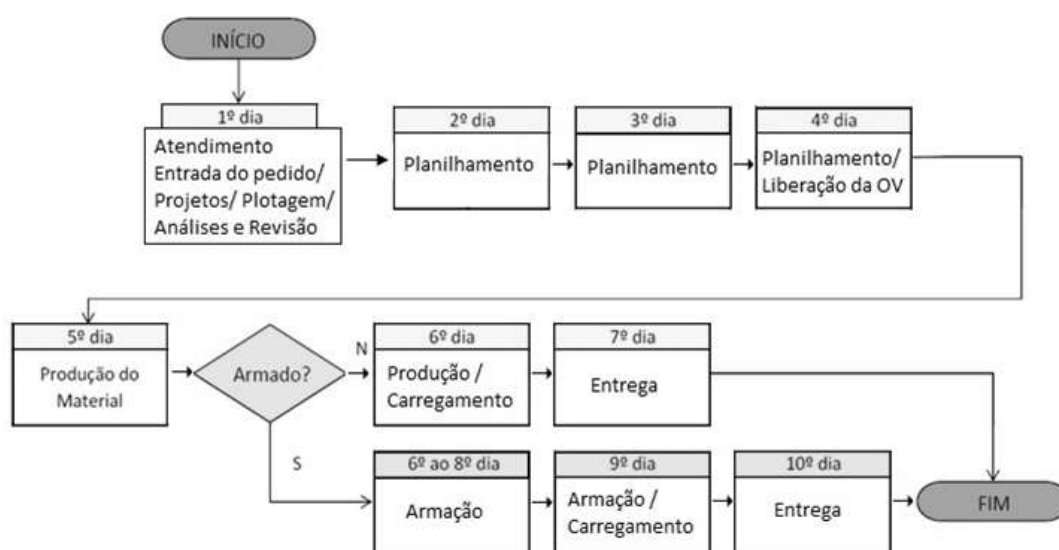 INÍCIO
1º dia
Atendimento
Entrada do pedido/
Projetos/ Plotagem/
Análises e Revisão
2º dia
Planilhamento
3º dia
Planilhamento
4º dia
Planilhamento/
Liberação da OV
5º dia
Produção do
Material
Armado?
N
6º dia
Produção /
Carregamento
7º dia
Entrega
S
6º ao 8º dia
Armação
9º dia
Armação /
Carregamento
10º dia
Entrega
FIM